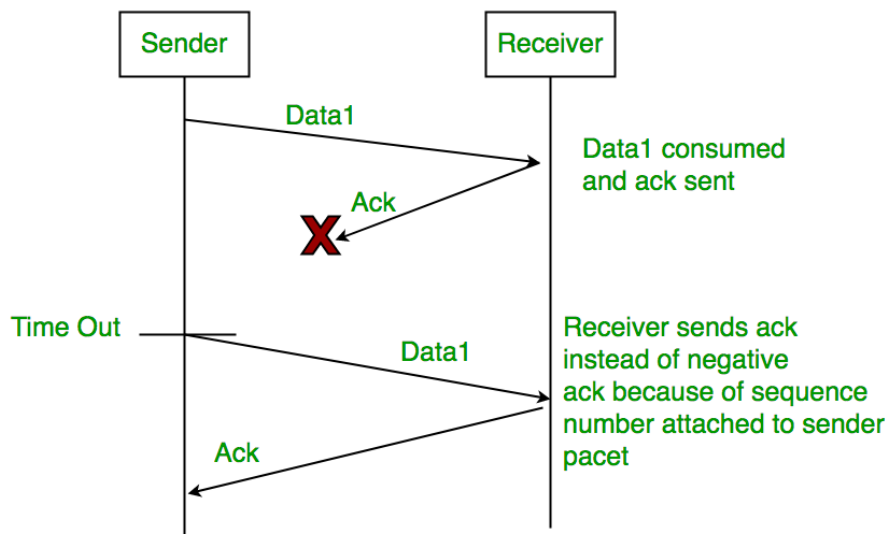 Sender
Receiver
Data1
Data1 consumed
and ack sent
Ack
X
Time Out
Data1
Receiver sends ack
instead of negative
ack because of sequence
number attached to sender
pacet
Ack